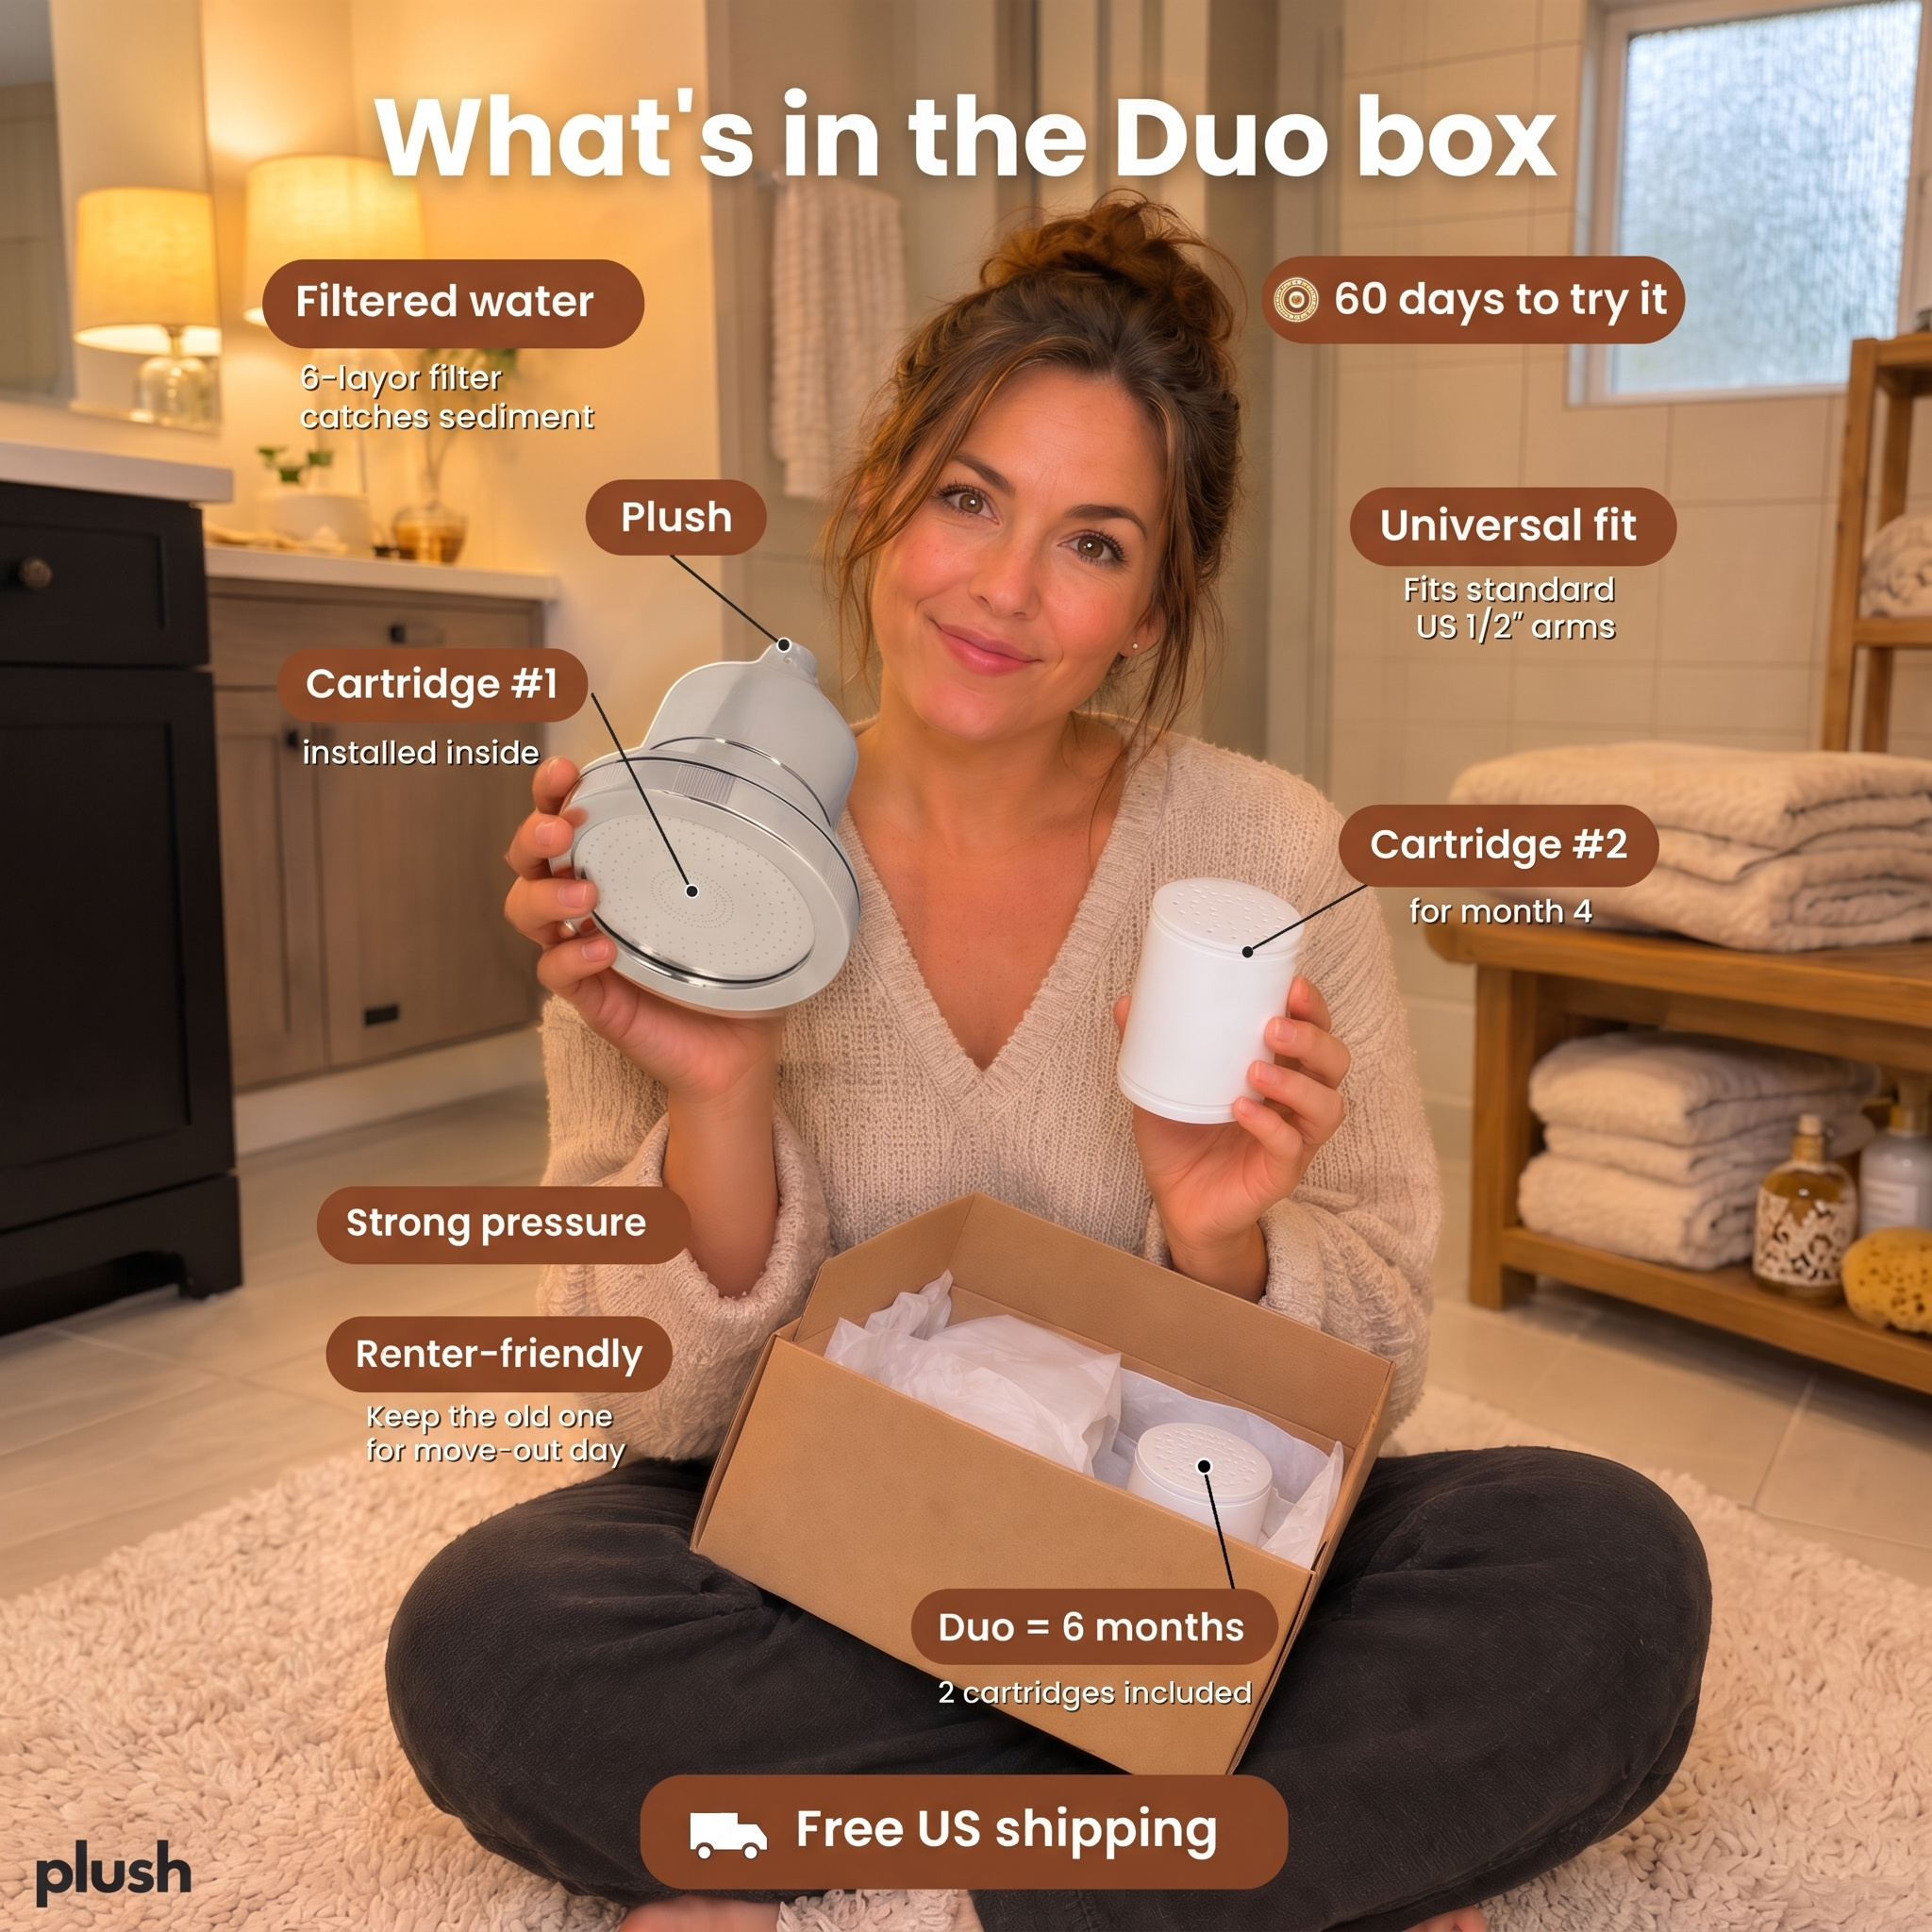 What's in the Duo box
Filtered water
6-layor filter
catches sediment
60 days to try it
Plush
Universal fit
Fits standard
US 1/2" arms
Cartridge #1
installed inside
Cartridge #2
for month 4
Strong pressure
Renter-friendly
Keep the old one
for move-out day
Duo = 6 months
2 cartridges included
Free US shipping
plush